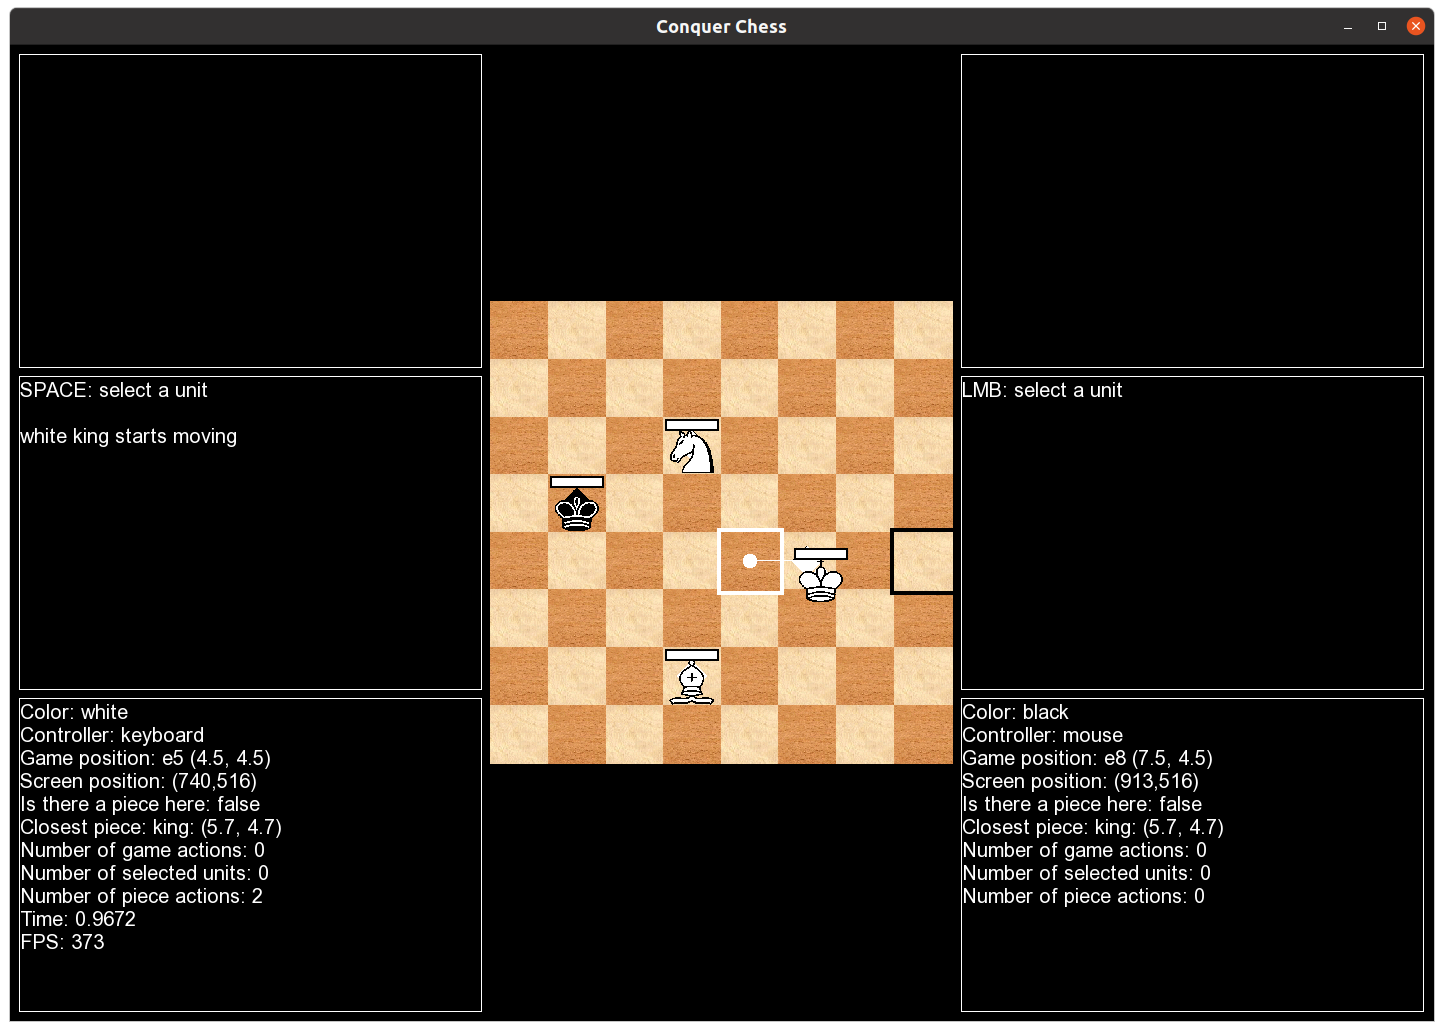 Conquer Chess
SPACE: select a unit
white king starts moving
Color: white
Controller: keyboard
Game position: e5 (4.5, 4.5)
Screen position: (740,516)
Is there a piece here: false
Closest piece: king: (5.7, 4.7)
Number of game actions: 0
Number of selected units: 0
Number of piece actions: 2
Time: 0.9672
FPS: 373
LMB: select a unit
Color: black
Controller: mouse
Game position: e8 (7.5, 4.5)
Screen position: (913,516)
Is there a piece here: false
Closest piece: king: (5.7, 4.7)
Number of game actions: 0
Number of selected units: 0
Number of piece actions: 0